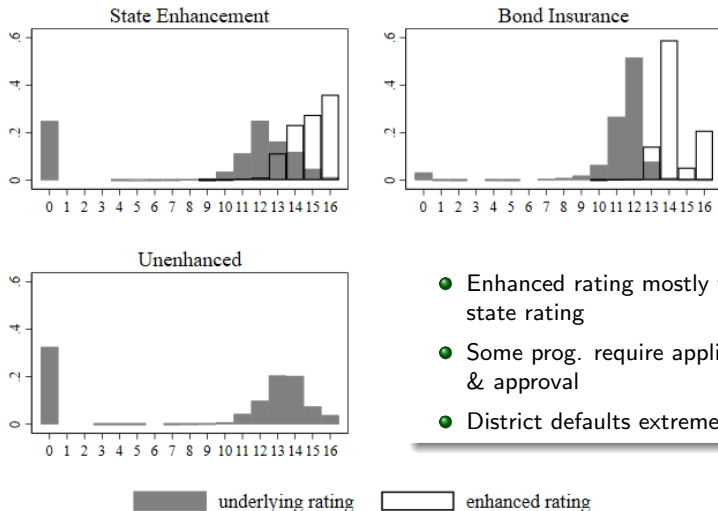 State Enhancement
.6
.4
.2
0
0 1 2 3 4 5 6 7 8 9 10 11 12 13 14 15 16
Bond Insurance
.6
.4
.2
0
0 1 2 3 4 5 6 7 8 9 10 11 12 13 14 15 16
Unenhanced
.6
.4
.2
0
0 1 2 3 4 5 6 7 8 9 10 11 12 13 14 15 16
Enhanced rating mostly
state rating
Some prog. require
& approval
District defaults
underlying rating
enhanced rating